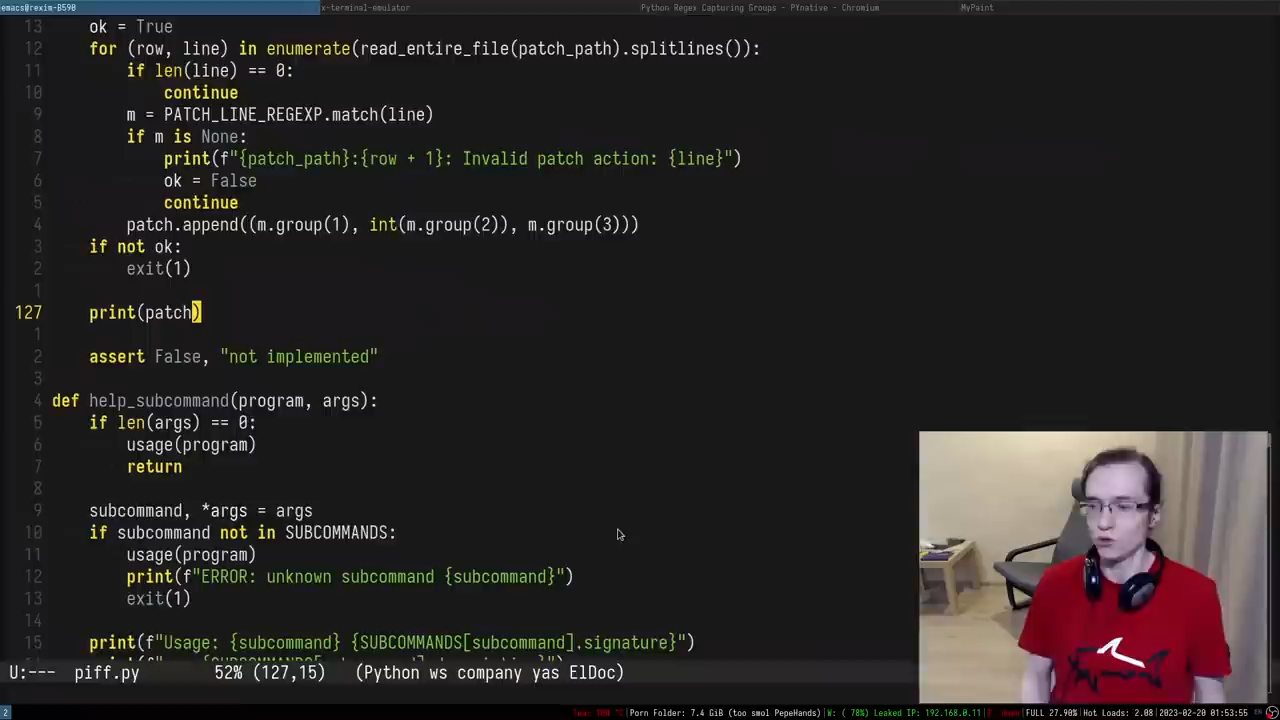 emacs@rexim-B590
x-terminal-emulator
Python Regex Capturing Groups - PYnative - Chromium
MyPaint
13 ok = True
12 for (row, line) in enumerate(read_entire_file(patch_path).splitlines()):
11 if len(line) == 0:
10 continue
9 m = PATCH_LINE_REGEXP.match(line)
8 if m is None:
7 print(f"{patch_path}:{row + 1}: Invalid patch action: {line}")
6 ok = False
5 continue
4 patch.append((m.group(1), int(m.group(2)), m.group(3)))
3 if not ok:
2 exit(1)
1
127 print(patch)
1
2 assert False, "not implemented"
3
4 def help_subcommand(program, args):
5 if len(args) == 0:
6 usage(program)
7 return
8
9 subcommand, *args = args
10 if subcommand not in SUBCOMMANDS:
11 usage(program)
12 print(f"ERROR: unknown subcommand {subcommand}")
13 exit(1)
14
15 print(f"Usage: {subcommand} {SUBCOMMANDS[subcommand].signature}")
U:--- piff.py 52% (127,15) (Python ws company yas ElDoc)
2
Porn Folder: 7.4 GiB (too smol PepeHands)
W: ( 78%) Leaked IP: 192.168.0.11
FULL 27.90%
Hot Loads: 2.08
2023-02-20 01:53:55